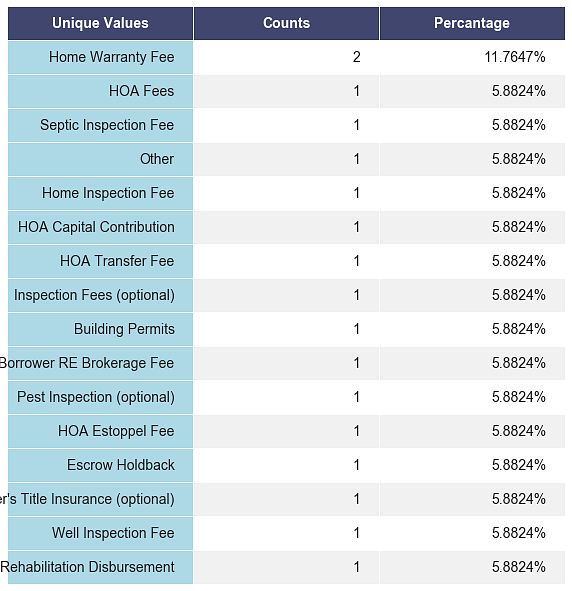 Unique Values Counts Percantage
Home Warranty Fee 2 11.7647%
HOA Fees 1 5.8824%
Septic Inspection Fee 1 5.8824%
Other 1 5.8824%
Home Inspection Fee 1 5.8824%
HOA Capital Contribution 1 5.8824%
HOA Transfer Fee 1 5.8824%
Inspection Fees (optional) 1 5.8824%
Building Permits 1 5.8824%
Borrower RE Brokerage Fee 1 5.8824%
Pest Inspection (optional) 1 5.8824%
HOA Estoppel Fee 1 5.8824%
Escrow Holdback 1 5.8824%
er's Title Insurance (optional) 1 5.8824%
Well Inspection Fee 1 5.8824%
Rehabilitation Disbursement 1 5.8824%